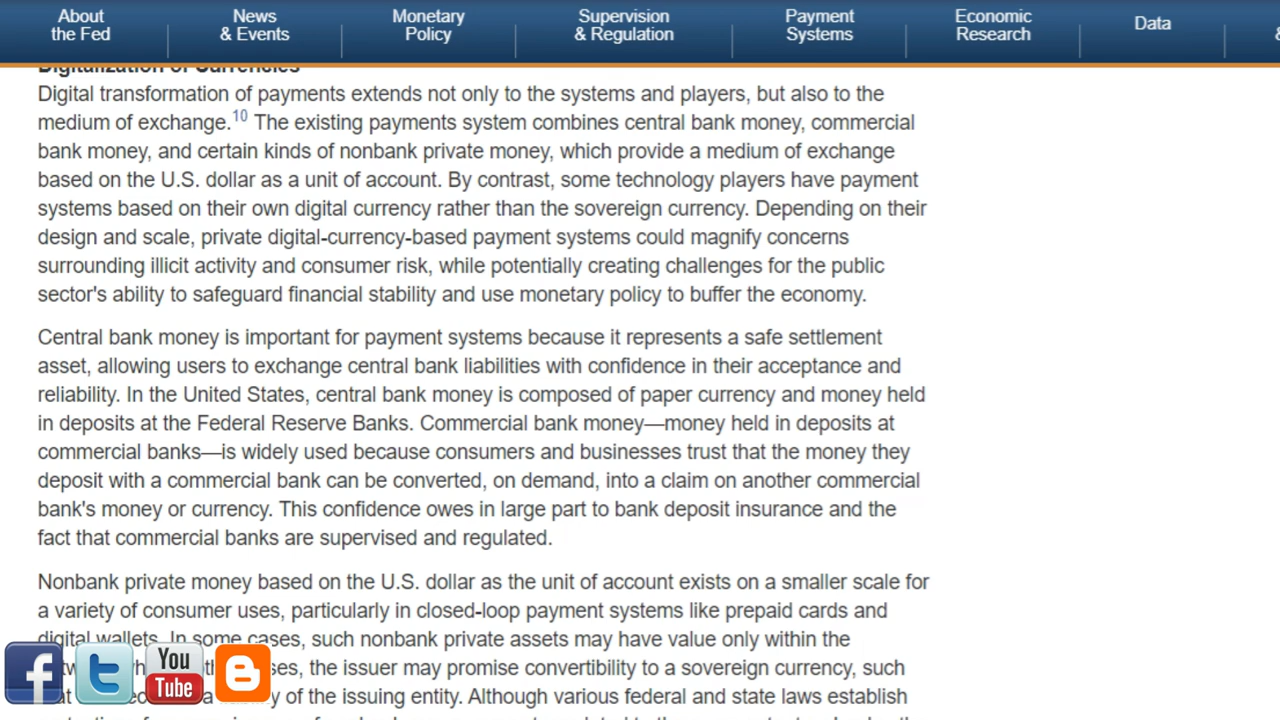 About
the Fed
News
& Events
Monetary
Policy
Supervision
& Regulation
Payment
Systems
Economic
Research
Data
&
Digitalization of Currencies
Digital transformation of payments extends not only to the systems and players, but also to the
medium of exchange.10 The existing payments system combines central bank money, commercial
bank money, and certain kinds of nonbank private money, which provide a medium of exchange
based on the U.S. dollar as a unit of account. By contrast, some technology players have payment
systems based on their own digital currency rather than the sovereign currency. Depending on their
design and scale, private digital-currency-based payment systems could magnify concerns
surrounding illicit activity and consumer risk, while potentially creating challenges for the public
sector's ability to safeguard financial stability and use monetary policy to buffer the economy.
Central bank money is important for payment systems because it represents a safe settlement
asset, allowing users to exchange central bank liabilities with confidence in their acceptance and
reliability. In the United States, central bank money is composed of paper currency and money held
in deposits at the Federal Reserve Banks. Commercial bank money—money held in deposits at
commercial banks—is widely used because consumers and businesses trust that the money they
deposit with a commercial bank can be converted, on demand, into a claim on another commercial
bank's money or currency. This confidence owes in large part to bank deposit insurance and the
fact that commercial banks are supervised and regulated.
Nonbank private money based on the U.S. dollar as the unit of account exists on a smaller scale for
a variety of consumer uses, particularly in closed-loop payment systems like prepaid cards and
digital wallets. In some cases, such nonbank private assets may have value only within the
the issuer may promise convertibility to a sovereign currency, such
of the issuing entity. Although various federal and state laws establish
You
Tube